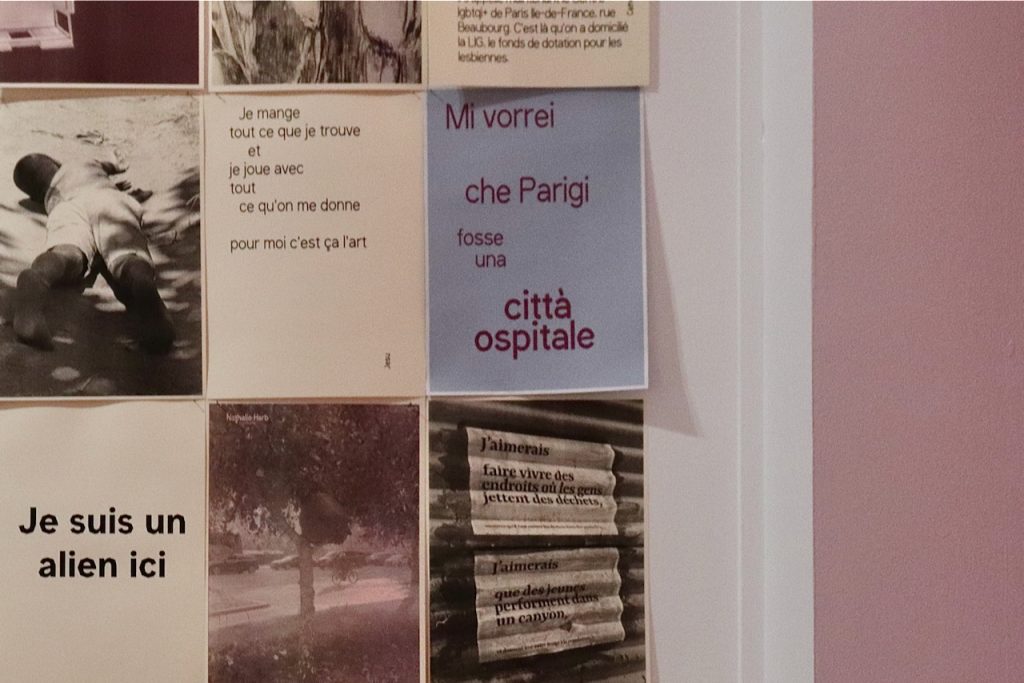 lgbtqi+ de Paris Ile-de-France, rue
Beaubourg. C'est là qu'on a domicilié
la LIG, le fonds de dotation pour les
lesbiennes.
Je mange
tout ce que je trouve
et
je joue avec
tout
ce qu'on me donne
pour moi c'est ça l'art
Mi vorrei
che Parigi
fosse
una
città
ospitale
Je suis un
alien ici
Nathalie Harb
J'aimerais
faire vivre des
endroits où les gens
jettent des déchets,
J'aimerais
que des jeunes
performent dans
un canyon,